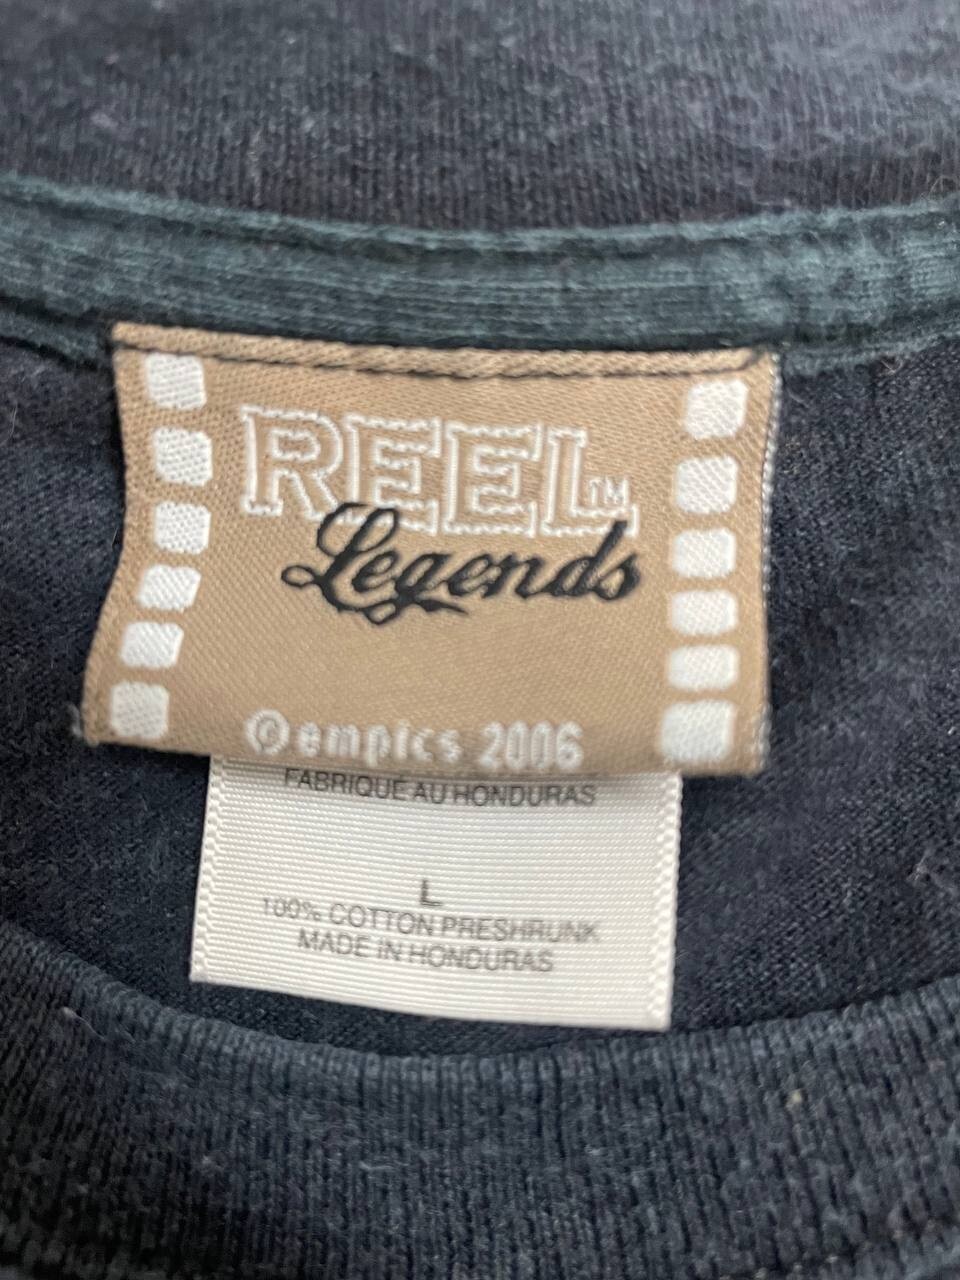 REEL™
Legends
© empics 2006
FABRIQUÉ AU HONDURAS
L
100% COTTON PRESHRUNK
MADE IN HONDURAS